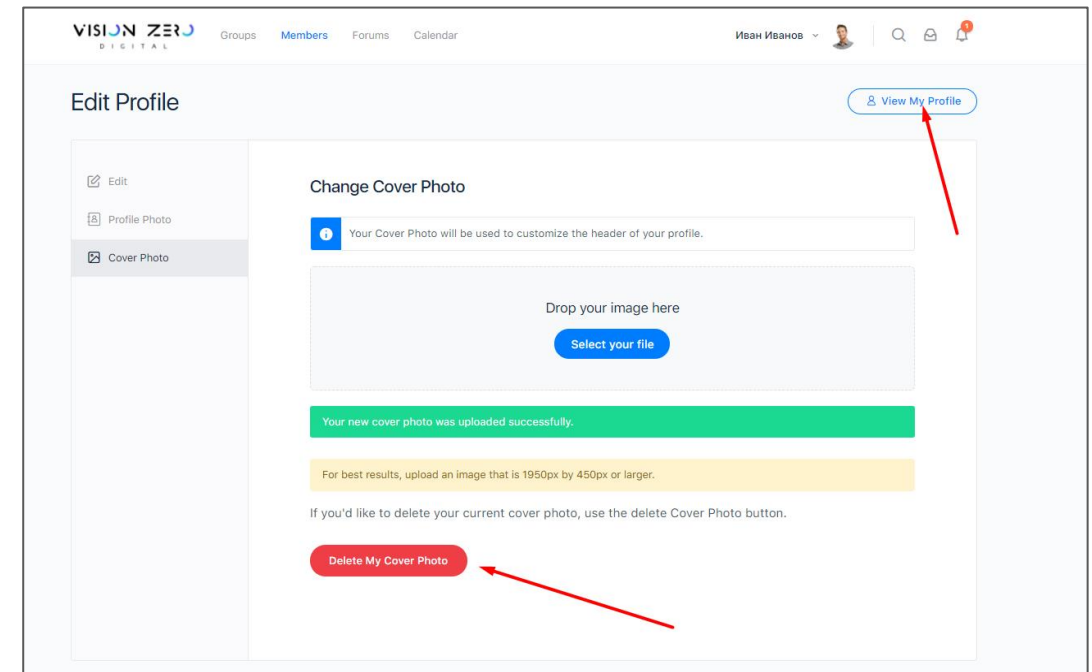 VISION ZERO
DIGITAL
Groups Members Forums Calendar Иван Иванов 1
Edit Profile
View My Profile
Edit
Profile Photo
Cover Photo
Change Cover Photo
Your Cover Photo will be used to customize the header of your profile.
Drop your image here
Select your file
Your new cover photo was uploaded successfully.
For best results, upload an image that is 1950px by 450px or larger.
If you'd like to delete your current cover photo, use the delete Cover Photo button.
Delete My Cover Photo